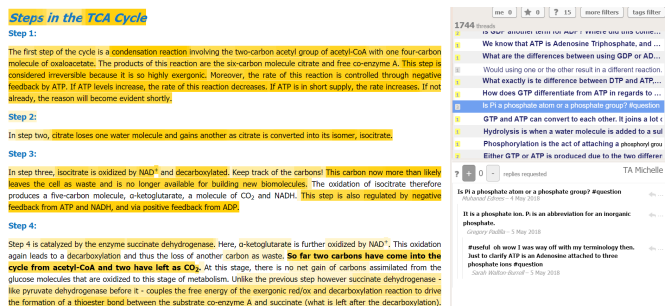 Steps in the TCA Cycle
Step 1:
The first step of the cycle is a condensation reaction involving the two-carbon acetyl group of acetyl-CoA with one four-carbon
molecule of oxaloacetate. The products of this reaction are the six-carbon molecule citrate and free co-enzyme A. This step is
considered irreversible because it is so highly exergonic. Moreover, the rate of this reaction is controlled through negative
feedback by ATP. If ATP levels increase, the rate of this reaction decreases. If ATP is in short supply, the rate increases. If not
already, the reason will become evident shortly.
Step 2:
In step two, citrate loses one water molecule and gains another as citrate is converted into its isomer, isocitrate.
Step 3:
In step three, isocitrate is oxidized by NAD⁺ and decarboxylated. Keep track of the carbons! This carbon now more than likely
leaves the cell as waste and is no longer available for building new biomolecules. The oxidation of isocitrate therefore
produces a five-carbon molecule, α-ketoglutarate, a molecule of CO₂ and NADH. This step is also regulated by negative
feedback from ATP and NADH, and via positive feedback from ADP.
Step 4:
Step 4 is catalyzed by the enzyme succinate dehydrogenase. Here, α-ketoglutarate is further oxidized by NAD⁺. This oxidation
again leads to a decarboxylation and thus the loss of another carbon as waste. So far two carbons have come into the
cycle from acetyl-CoA and two have left as CO₂. At this stage, there is no net gain of carbons assimilated from the
glucose molecules that are oxidized to this stage of metabolism. Unlike the previous step however succinate dehydrogenase -
like pyruvate dehydrogenase before it - couples the free energy of the exergonic red/ox and decarboxylation reaction to drive
the formation of a thioester bond between the substrate co-enzyme A and succinate (what is left after the decarboxylation).
me 0 ★ 0 ? 15 more filters tags filter
1744 threads
Is GDP another term for ADP? Where did this come...
We know that ATP is Adenosine Triphosphate, and ...
What are the differences between using GDP or AD...
Would using one or the other result in a different reaction.
What exactly is te difference between DTP and ATP,...
How does GTP differentiate from ATP in regards to ...
Is Pi a phosphate atom or a phosphate group? #question
GTP and ATP can convert to each other. It joins a lot o
Hydrolysis is when a water molecule is added to a sul
Phosphorylation is the act of attaching a phosphoryl grou
Either GTP or ATP is produced due to the two differer
? + 0 - replies requested TA Michelle
Is Pi a phosphate atom or a phosphate group? #question
Muhanad Edrees - 4 May 2018
It is a phosphate ion. Pᵢ is an abbreviation for an inorganic
phosphate.
Gregory Padilla - 5 May 2018
#useful oh wow I was way off with my terminology then.
Just to clarify ATP is an Adenosine attached to three
phosphate ions #question
Sarah Walton-Borrell - 5 May 2018